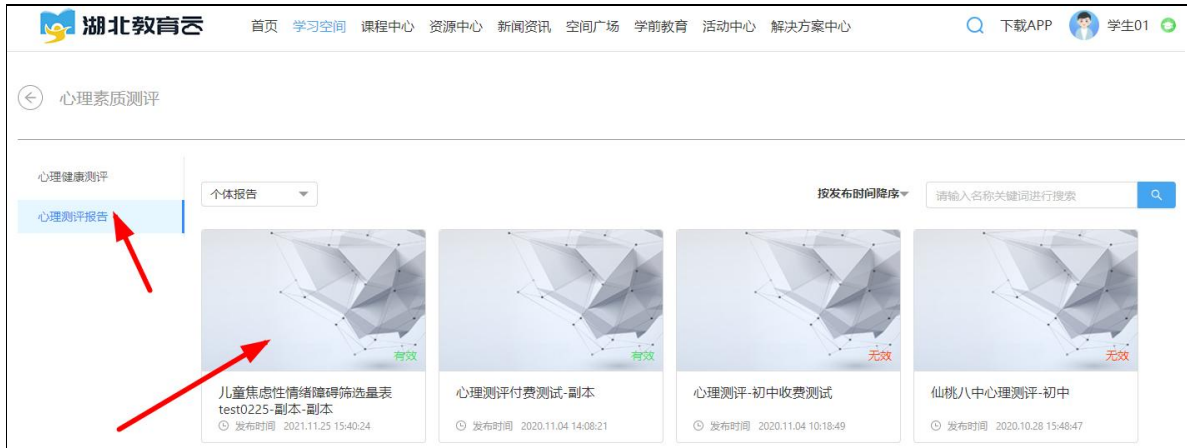 湖北教育云
首页 学习空间 课程中心 资源中心 新闻资讯 空间广场 学前教育 活动中心 解决方案中心 下载APP 学生01
心理素质测评
心理健康测评
心理测评报告
个体报告 按发布时间降序 请输入名称关键词进行搜索
有效 有效 无效 无效
儿童焦虑性情绪障碍筛选量表
test0225-副本-副本
发布时间 2021.11.25 15:40:24
心理测评付费测试-副本
发布时间 2020.11.04 14:08:21
心理测评-初中收费测试
发布时间 2020.11.04 10:18:49
仙桃八中心理测评-初中
发布时间 2020.10.28 15:48:47